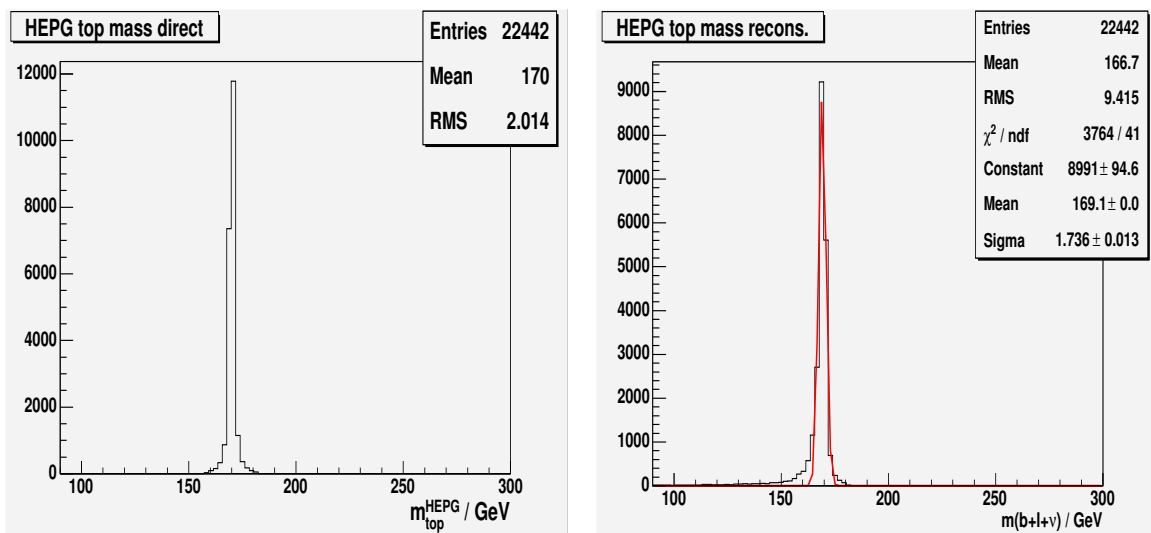 HEPG top mass direct
Entries 22442
Mean 170
RMS 2.014
12000
10000
8000
6000
4000
2000
0
100 150 200 250 300
m_top^HEPG / GeV
HEPG top mass recons.
Entries 22442
Mean 166.7
RMS 9.415
χ² / ndf 3764 / 41
Constant 8991 ± 94.6
Mean 169.1 ± 0.0
Sigma 1.736 ± 0.013
9000
8000
7000
6000
5000
4000
3000
2000
1000
0
100 150 200 250 300
m(b+l+ν) / GeV